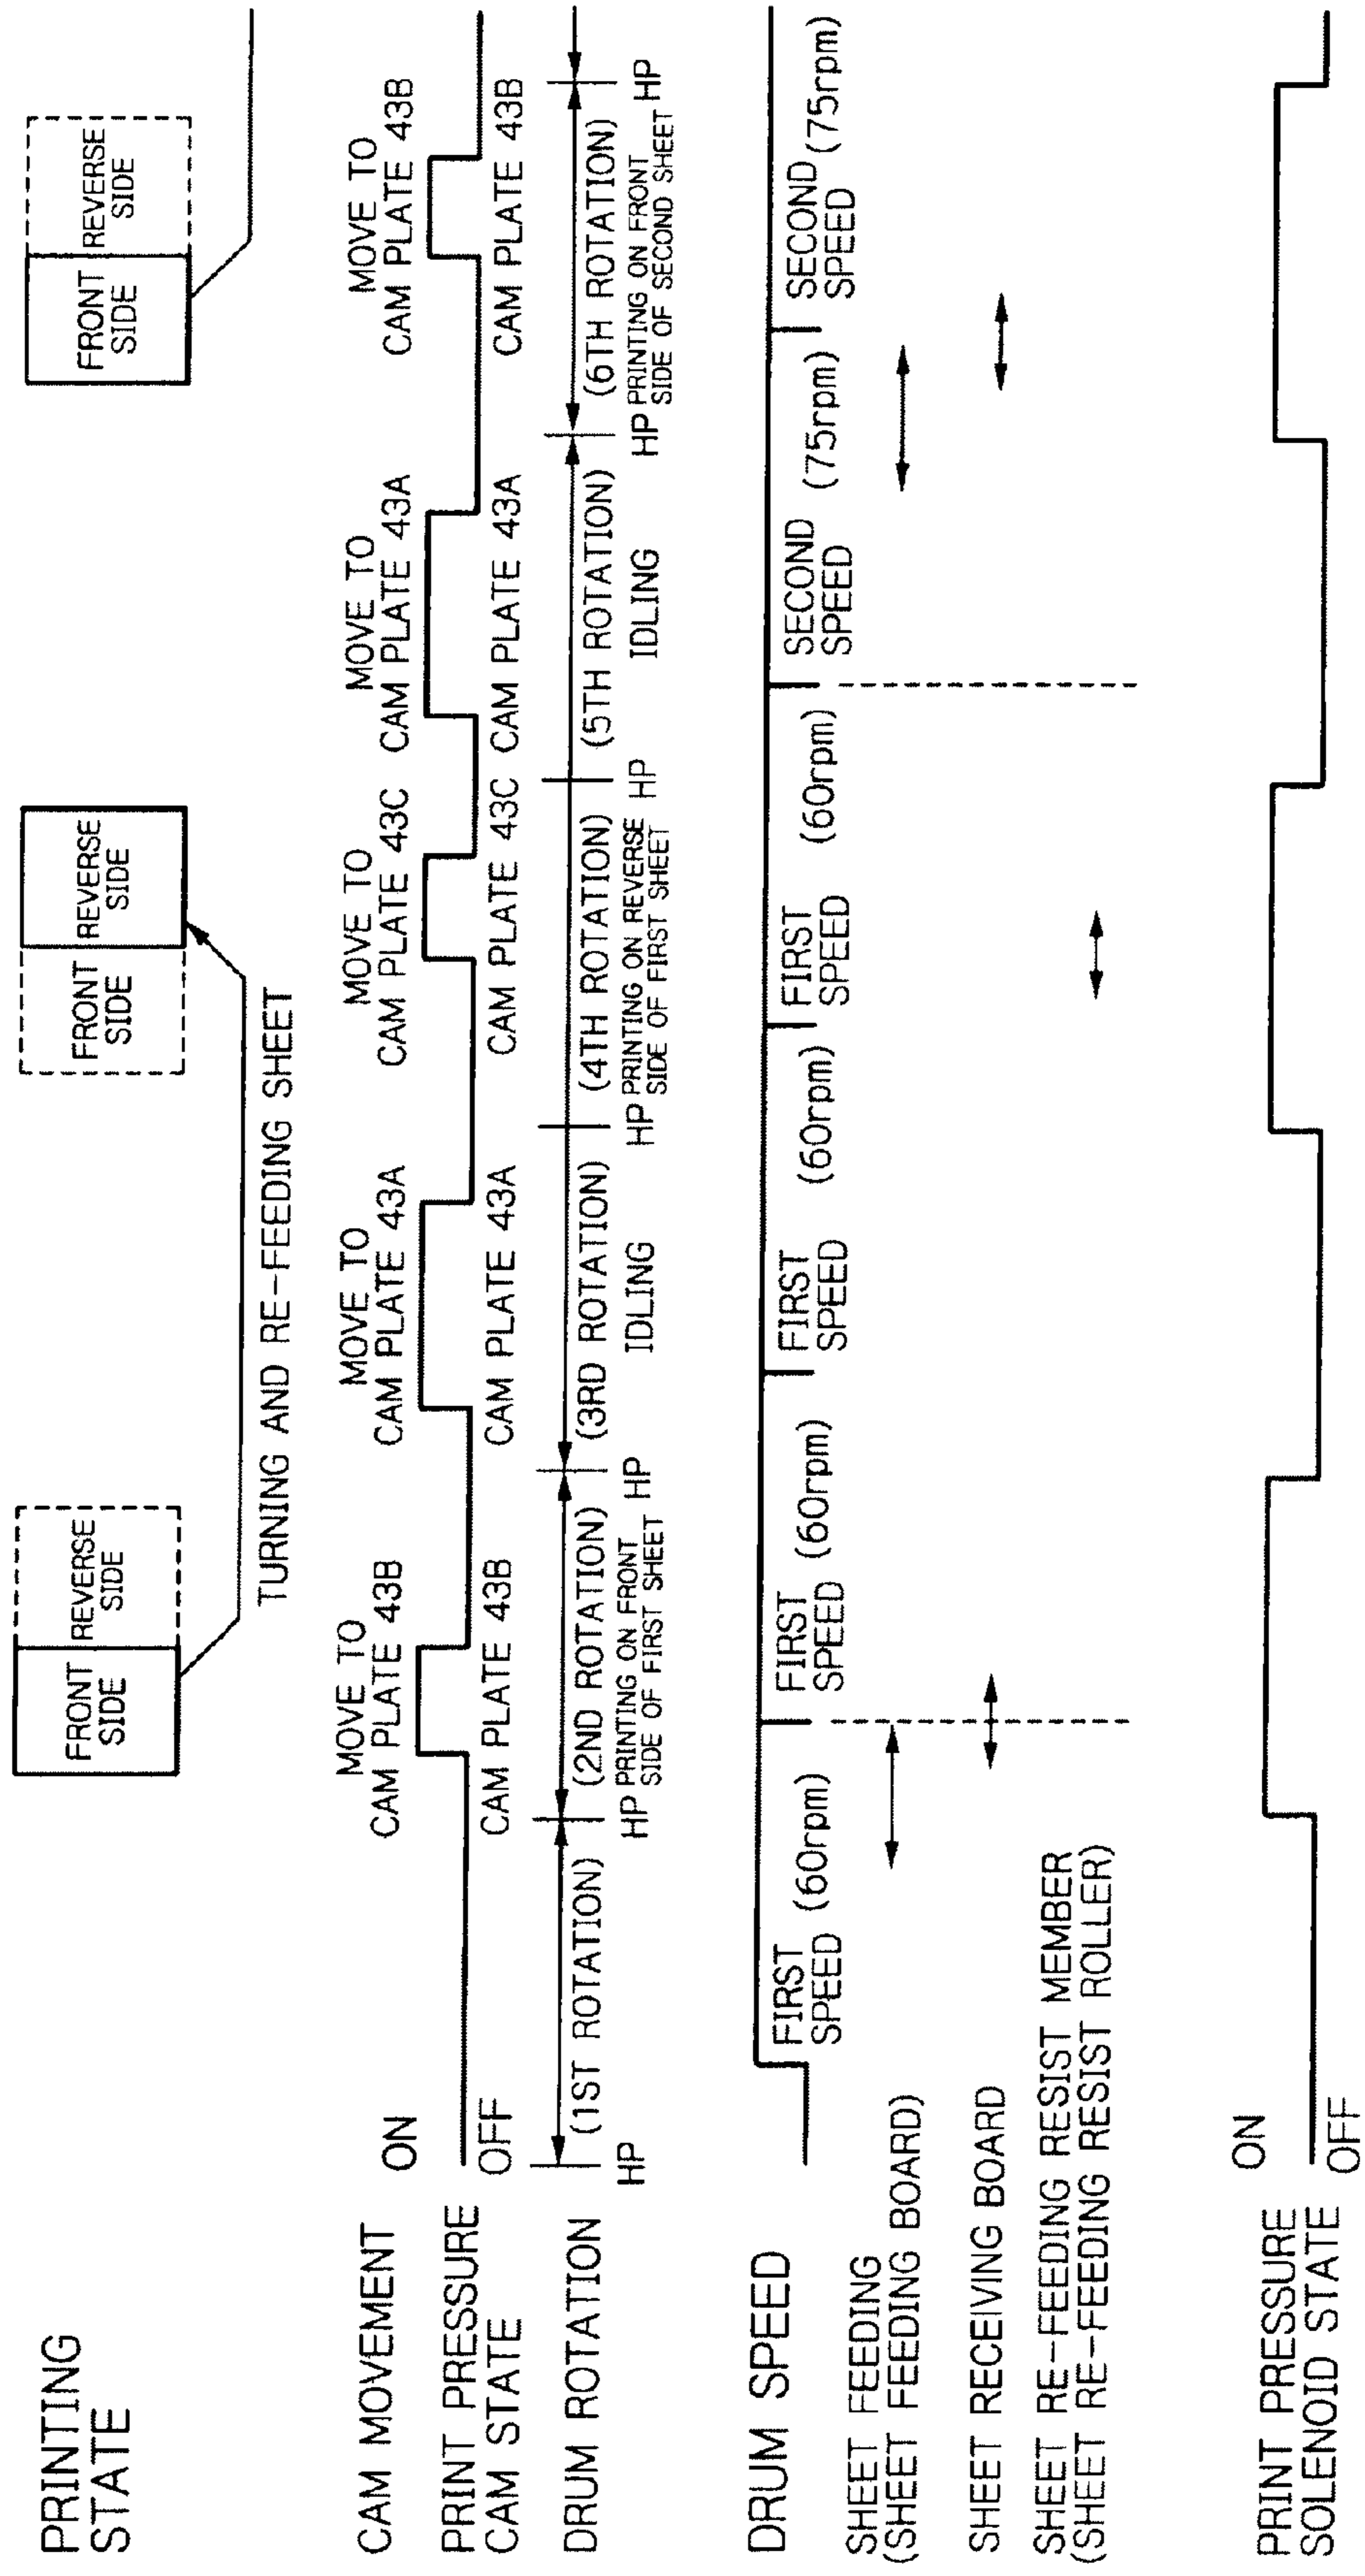 PRINTING
STATE
FRONT
SIDE
REVERSE
SIDE
FRONT
SIDE
REVERSE
SIDE
FRONT
SIDE
REVERSE
SIDE
TURNING AND RE-FEEDING SHEET
CAM MOVEMENT
ON
MOVE TO
CAM PLATE 43B
MOVE TO
CAM PLATE 43A
MOVE TO
CAM PLATE 43C
MOVE TO
CAM PLATE 43A
MOVE TO
CAM PLATE 43B
PRINT PRESSURE
CAM STATE
OFF
CAM PLATE 43B
CAM PLATE 43A
CAM PLATE 43C
CAM PLATE 43A
CAM PLATE 43B
DRUM ROTATION
(1ST ROTATION)
(2ND ROTATION)
(3RD ROTATION)
(4TH ROTATION)
(5TH ROTATION)
(6TH ROTATION)
HP
HP
PRINTING ON FRONT
SIDE OF FIRST SHEET
HP
IDLING
HP
PRINTING ON REVERSE
SIDE OF FIRST SHEET
HP
IDLING
HP
PRINTING ON FRONT
SIDE OF SECOND SHEET
HP
DRUM SPEED
FIRST
SPEED (60rpm)
FIRST
SPEED (60rpm)
FIRST
SPEED (60rpm)
FIRST
SPEED (60rpm)
SECOND
SPEED (75rpm)
SECOND
SPEED (75rpm)
SHEET FEEDING
(SHEET FEEDING BOARD)
SHEET RECEIVING BOARD
SHEET RE-FEEDING RESIST MEMBER
(SHEET RE-FEEDING RESIST ROLLER)
PRINT PRESSURE
SOLENOID STATE
ON
OFF